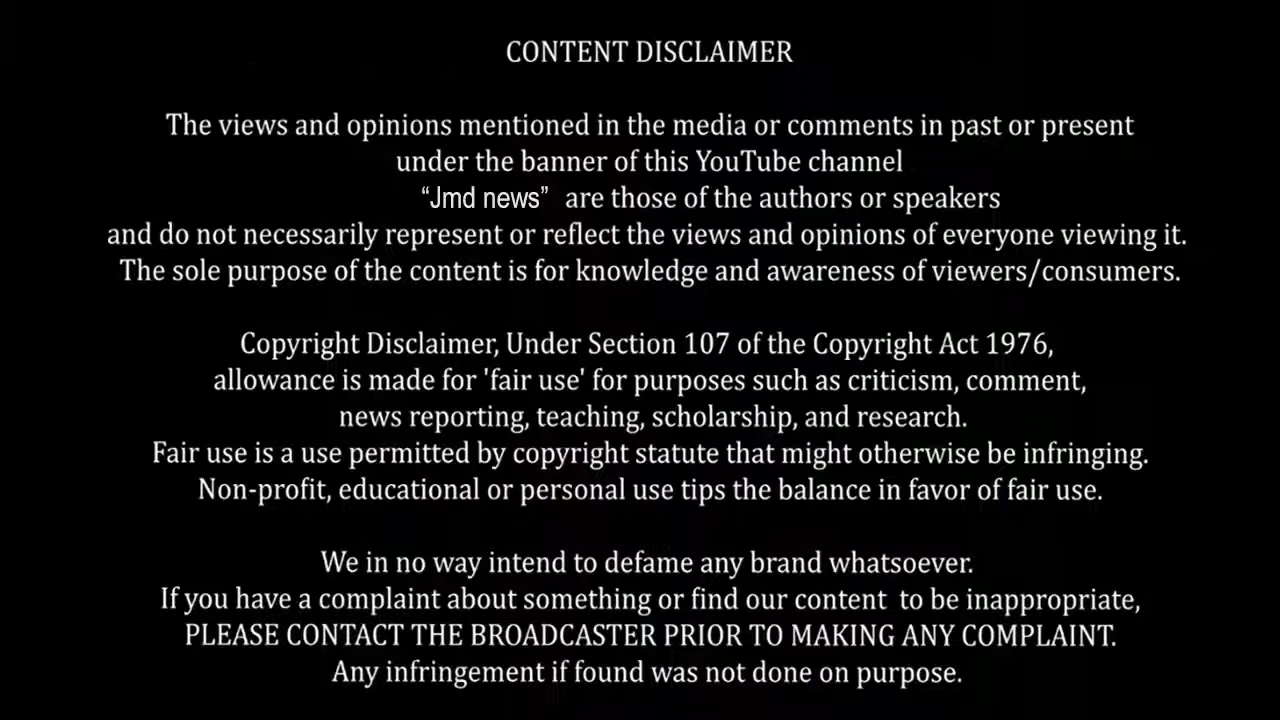 CONTENT DISCLAIMER
The views and opinions mentioned in the media or comments in past or present
under the banner of this YouTube channel
“Jmd news” are those of the authors or speakers
and do not necessarily represent or reflect the views and opinions of everyone viewing it.
The sole purpose of the content is for knowledge and awareness of viewers/consumers.
Copyright Disclaimer, Under Section 107 of the Copyright Act 1976,
allowance is made for 'fair use' for purposes such as criticism, comment,
news reporting, teaching, scholarship, and research.
Fair use is a use permitted by copyright statute that might otherwise be infringing.
Non-profit, educational or personal use tips the balance in favor of fair use.
We in no way intend to defame any brand whatsoever.
If you have a complaint about something or find our content to be inappropriate,
PLEASE CONTACT THE BROADCASTER PRIOR TO MAKING ANY COMPLAINT.
Any infringement if found was not done on purpose.